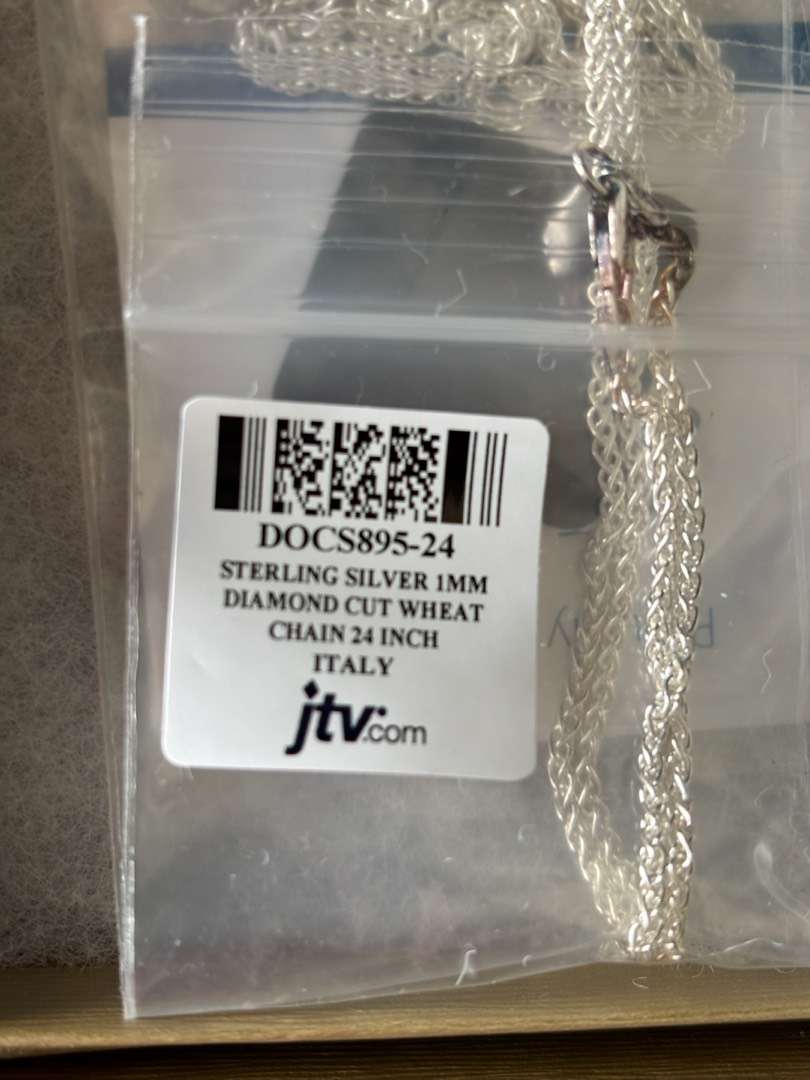 DOCS895-24
STERLING SILVER 1MM
DIAMOND CUT WHEAT
CHAIN 24 INCH
ITALY
jtv.com